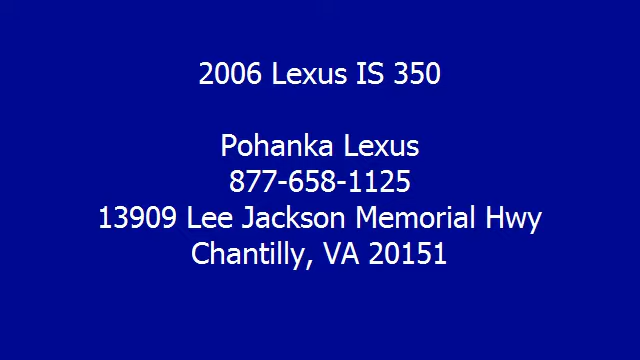 2006 Lexus IS 350
Pohanka Lexus
877-658-1125
13909 Lee Jackson Memorial Hwy
Chantilly, VA 20151